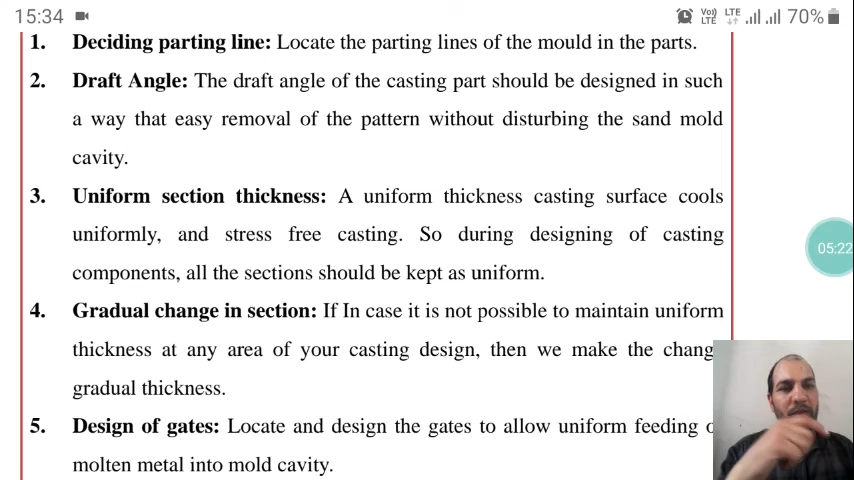 15:34
Vo)) LTE
LTE
70%
1. Deciding parting line: Locate the parting lines of the mould in the parts.
2. Draft Angle: The draft angle of the casting part should be designed in such
a way that easy removal of the pattern without disturbing the sand mold
cavity.
3. Uniform section thickness: A uniform thickness casting surface cools
uniformly, and stress free casting. So during designing of casting
05:22
components, all the sections should be kept as uniform.
4. Gradual change in section: If In case it is not possible to maintain uniform
thickness at any area of your casting design, then we make the chang
gradual thickness.
5. Design of gates: Locate and design the gates to allow uniform feeding o
molten metal into mold cavity.